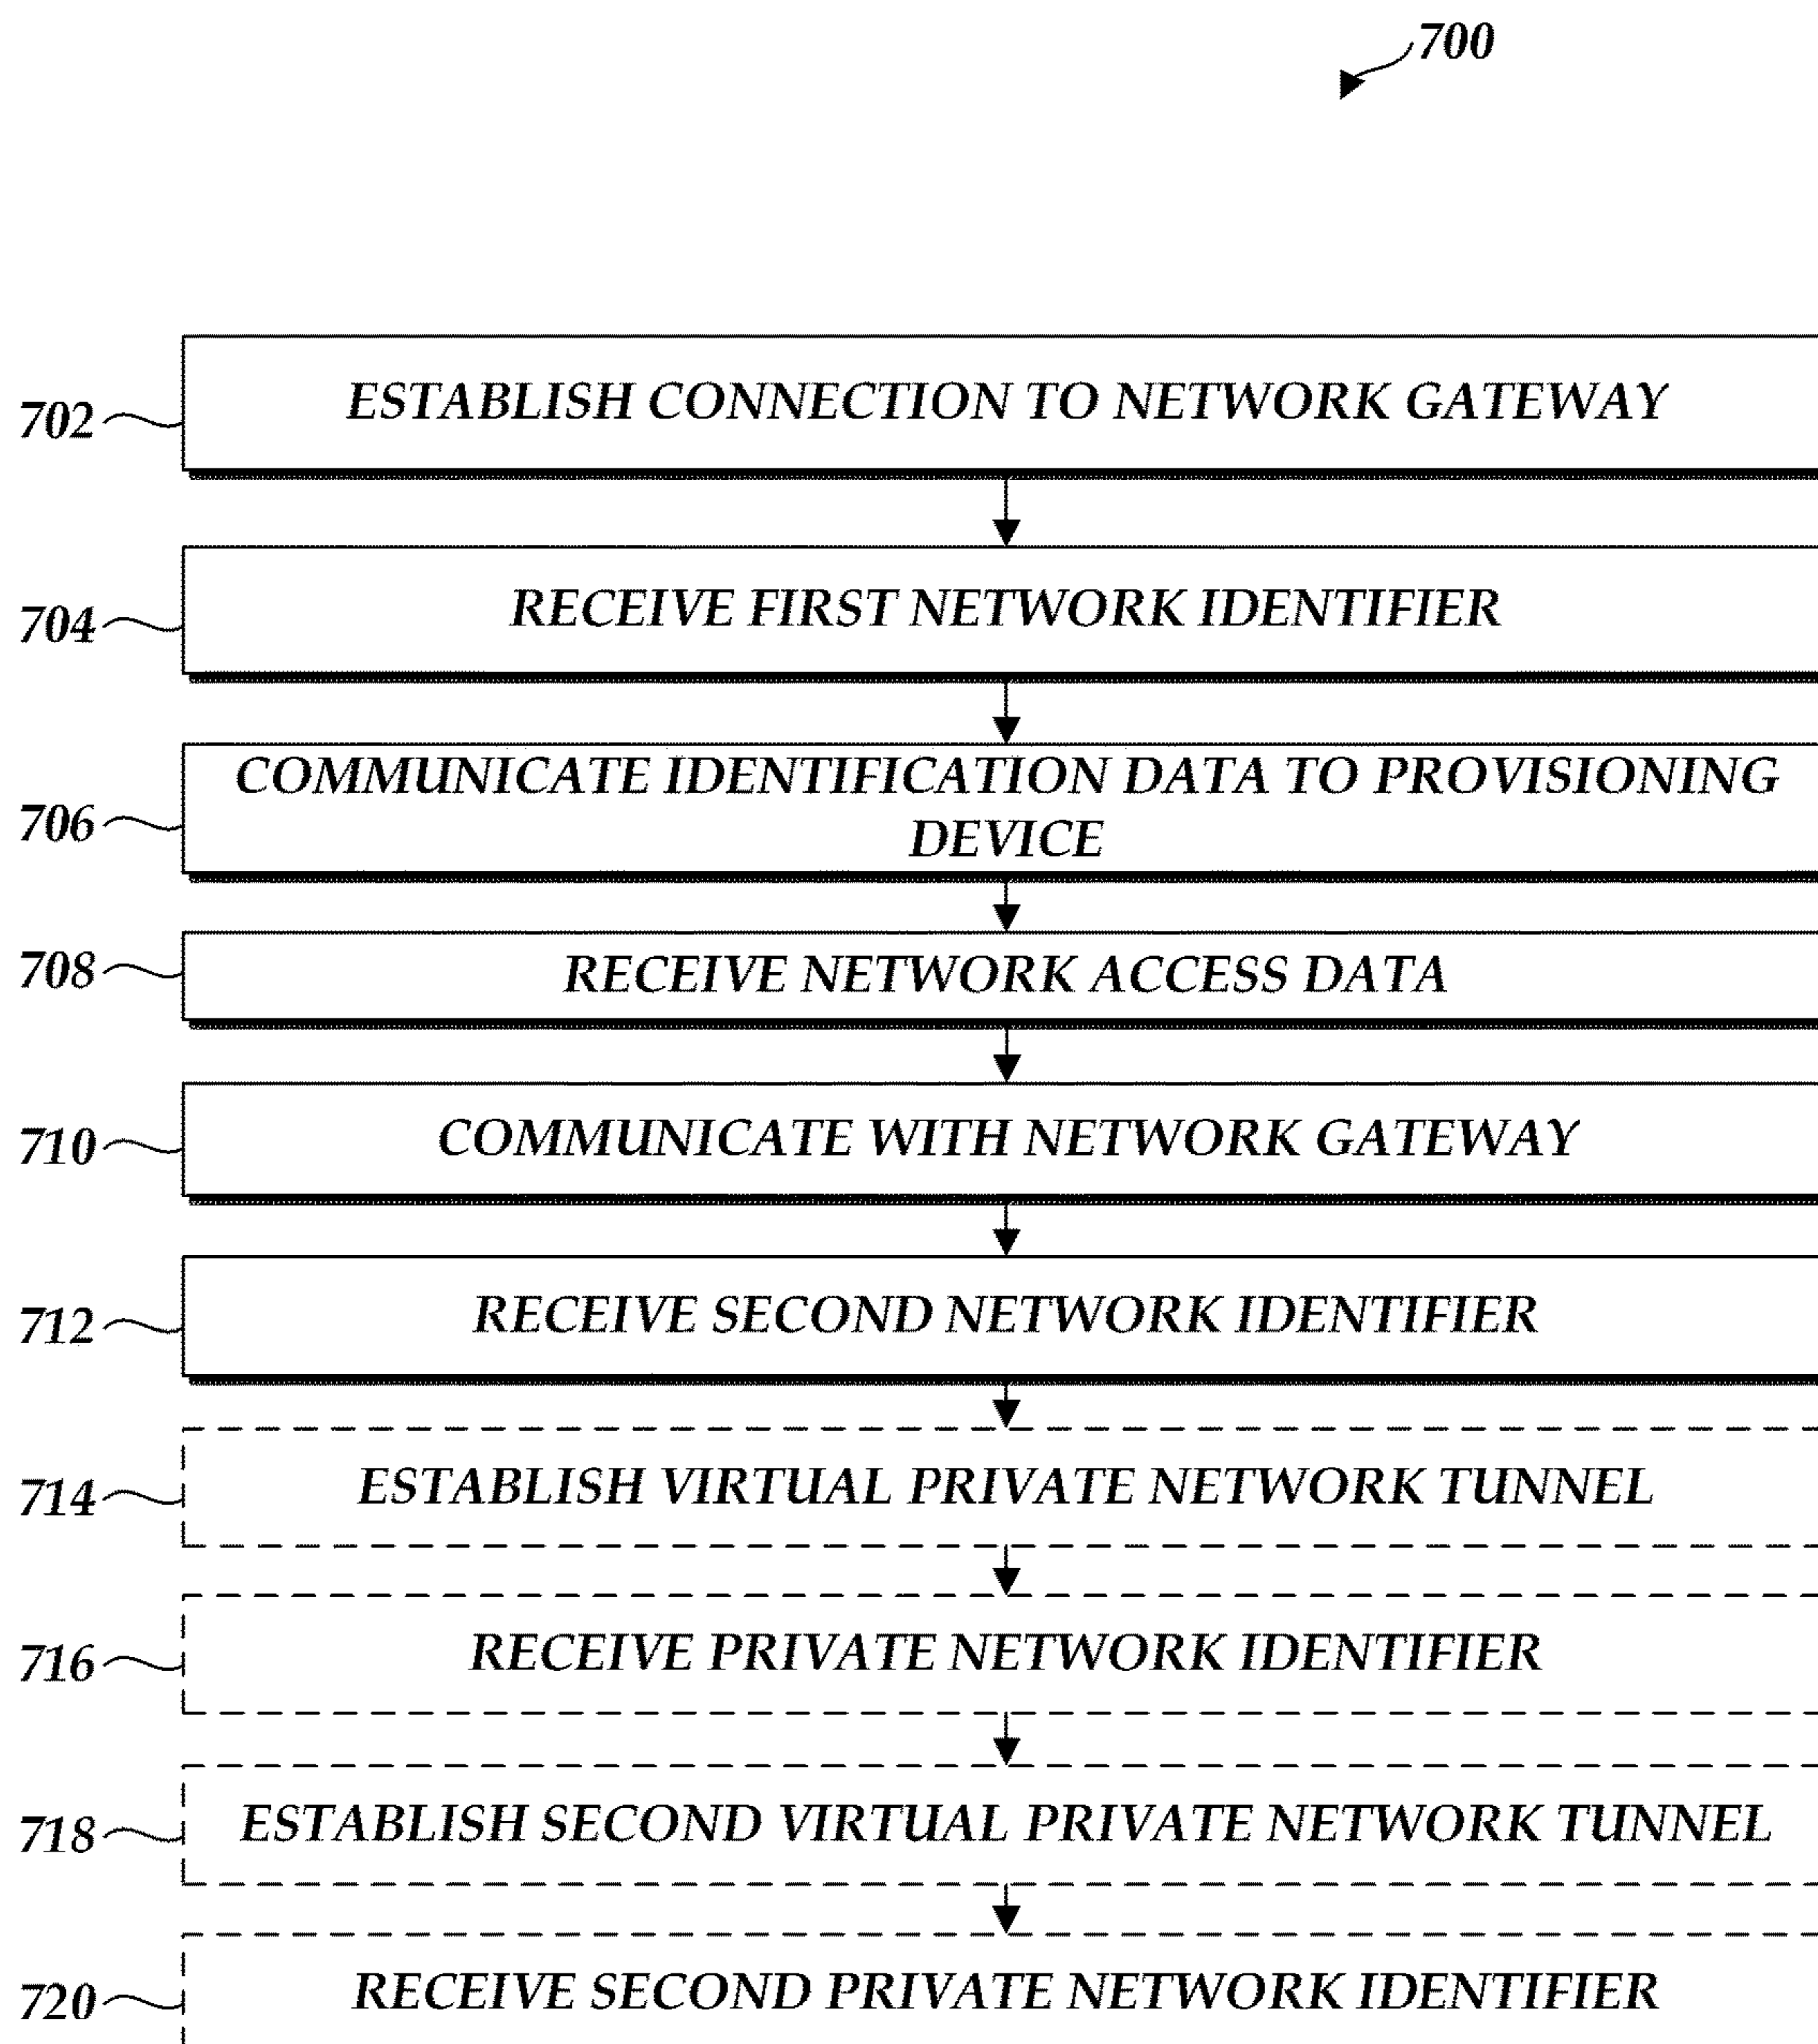 700
702 ESTABLISH CONNECTION TO NETWORK GATEWAY
704 RECEIVE FIRST NETWORK IDENTIFIER
706 COMMUNICATE IDENTIFICATION DATA TO PROVISIONING
DEVICE
708 RECEIVE NETWORK ACCESS DATA
710 COMMUNICATE WITH NETWORK GATEWAY
712 RECEIVE SECOND NETWORK IDENTIFIER
714 ESTABLISH VIRTUAL PRIVATE NETWORK TUNNEL
716 RECEIVE PRIVATE NETWORK IDENTIFIER
718 ESTABLISH SECOND VIRTUAL PRIVATE NETWORK TUNNEL
720 RECEIVE SECOND PRIVATE NETWORK IDENTIFIER